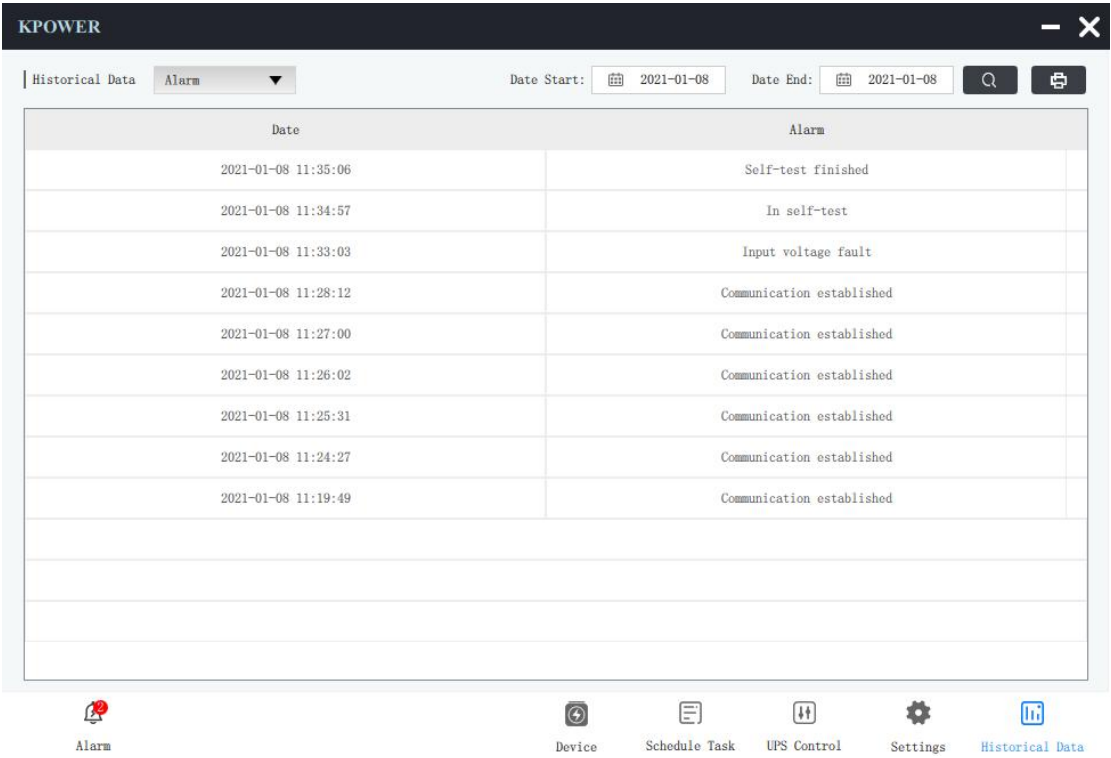 KPOWER
Historical Data Alarm Date Start: 2021-01-08 Date End: 2021-01-08
Date Alarm
2021-01-08 11:35:06 Self-test finished
2021-01-08 11:34:57 In self-test
2021-01-08 11:33:03 Input voltage fault
2021-01-08 11:28:12 Communication established
2021-01-08 11:27:00 Communication established
2021-01-08 11:26:02 Communication established
2021-01-08 11:25:31 Communication established
2021-01-08 11:24:27 Communication established
2021-01-08 11:19:49 Communication established
2
Alarm Device Schedule Task UPS Control Settings Historical Data